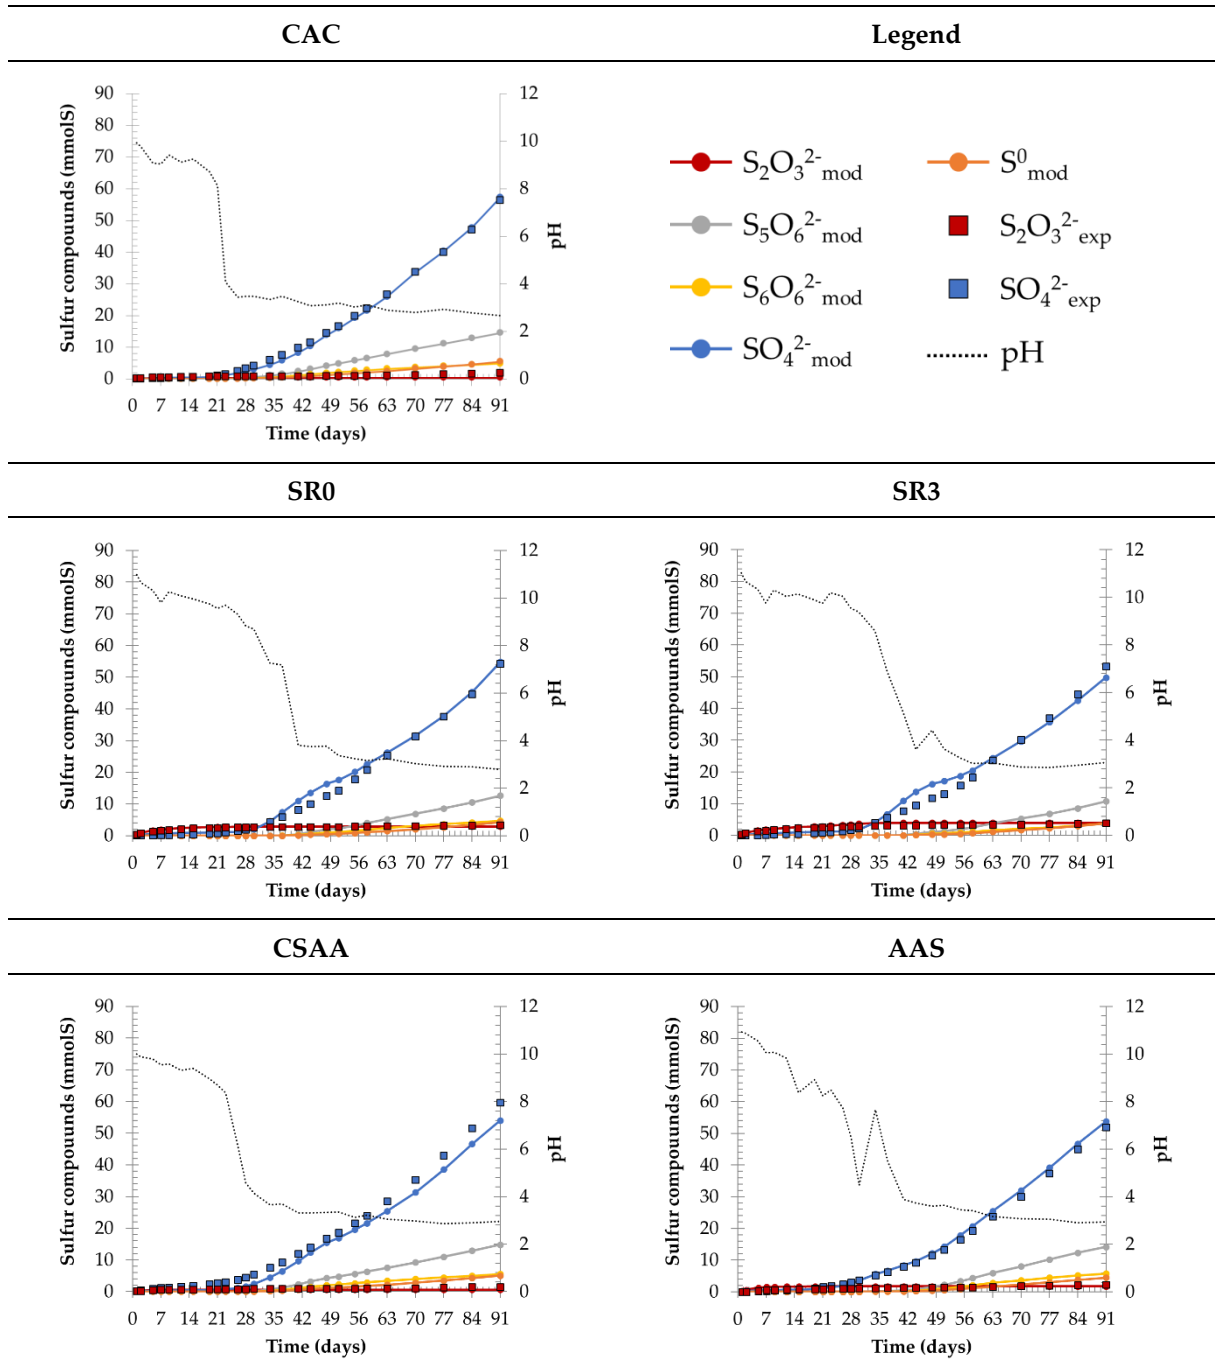 CAC Legend
90 80 70 60 50 40 30 20 10 0
Sulfur compouunds (mmolS)
12 10 8 6 4 2 0
pH
0 7 14 21 28 35 42 49 56 63 70 77 84 91
Time (days)
S₂O₃²⁻mod S⁰mod
S₅O₆²⁻mod S₂O₃²⁻exp
S₆O₆²⁻mod SO₄²⁻exp
SO₄²⁻mod pH
SR0 SR3
90 80 70 60 50 40 30 20 10 0
Sulfur compouunds (mmolS)
12 10 8 6 4 2 0
pH
0 7 14 21 28 35 42 49 56 63 70 77 84 91
Time (days)
90 80 70 60 50 40 30 20 10 0
Sulfur compouunds (mmolS)
12 10 8 6 4 2 0
pH
0 7 14 21 28 35 42 49 56 63 70 77 84 91
Time (days)
CSAA AAS
90 80 70 60 50 40 30 20 10 0
Sulfur compouunds (mmolS)
12 10 8 6 4 2 0
pH
0 7 14 21 28 35 42 49 56 63 70 77 84 91
Time (days)
90 80 70 60 50 40 30 20 10 0
Sulfur compouunds (mmolS)
12 10 8 6 4 2 0
pH
0 7 14 21 28 35 42 49 56 63 70 77 84 91
Time (days)